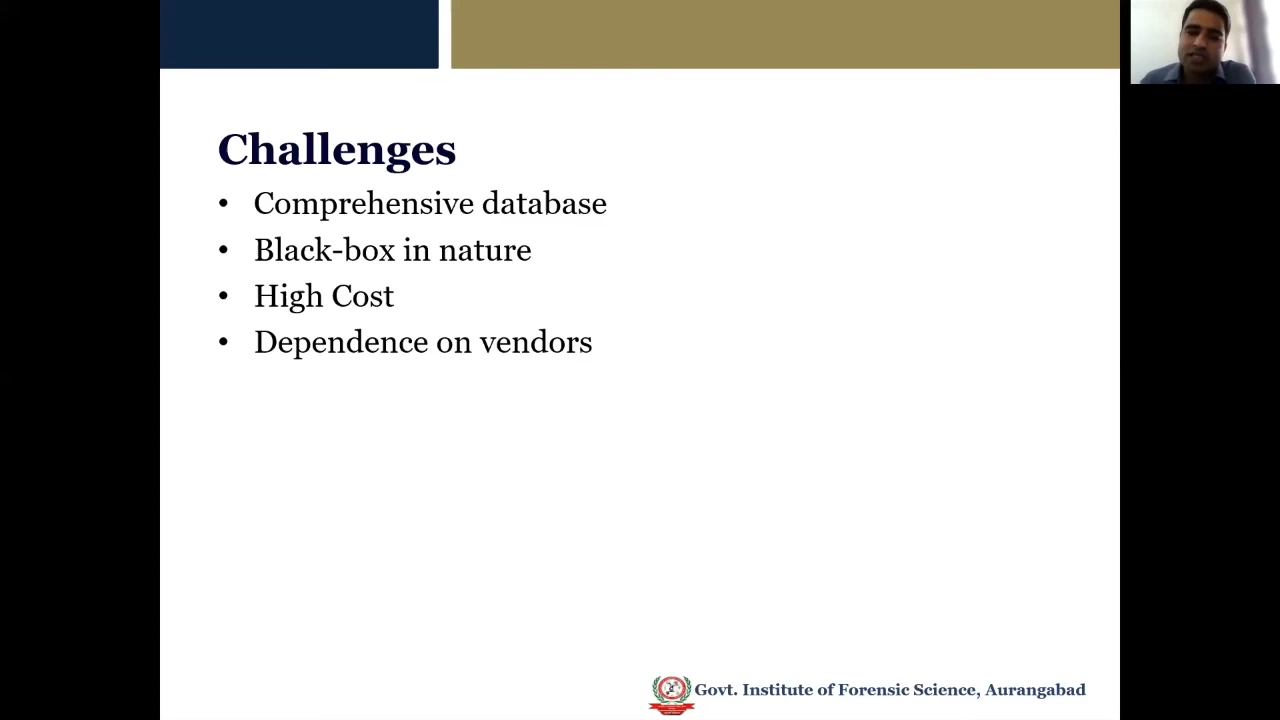 Challenges
• Comprehensive database
• Black-box in nature
• High Cost
• Dependence on vendors
Govt. Institute of Forensic Science, Aurangabad